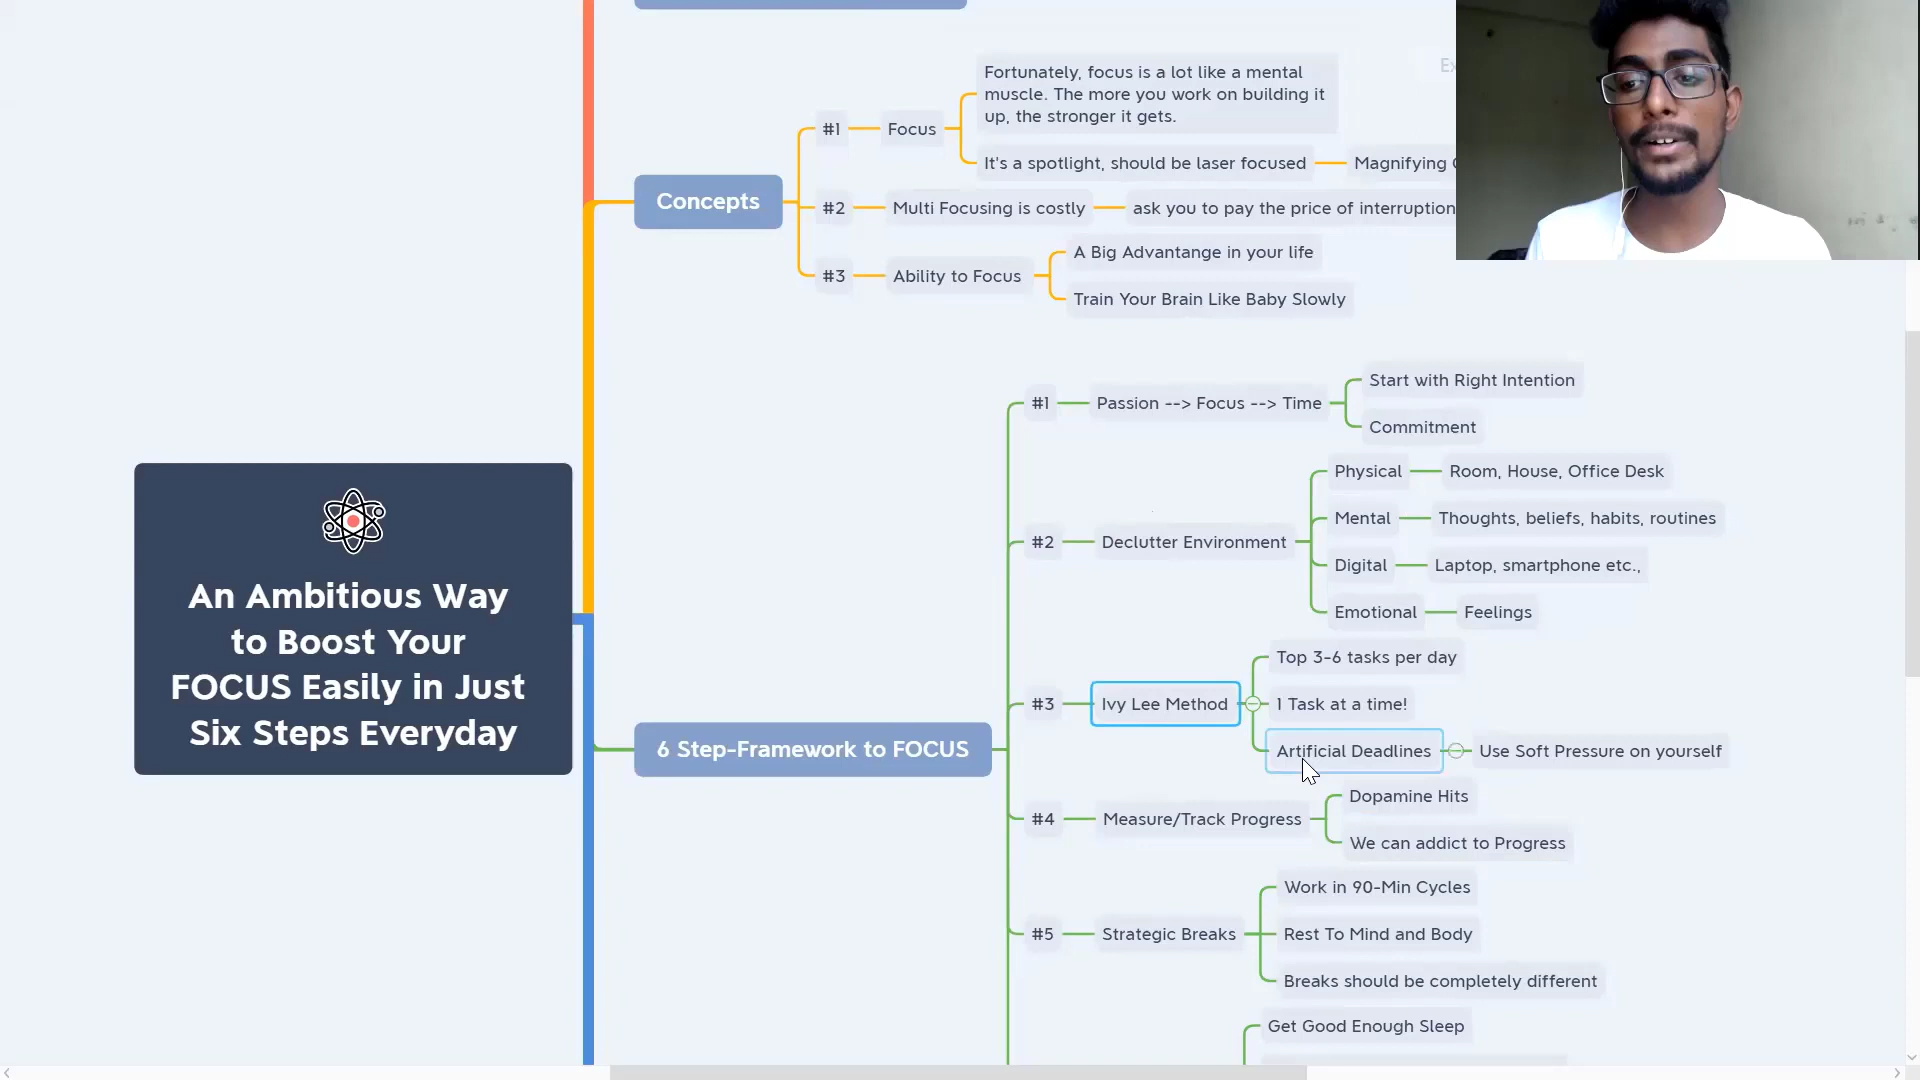 Fortunately, focus is a lot like a mental
muscle. The more you work on building it
up, the stronger it gets.
#1
Focus
It's a spotlight, should be laser focused
Magnifying
Concepts
#2
Multi Focusing is costly
ask you to pay the price of interruption
#3
Ability to Focus
A Big Advantange in your life
Train Your Brain Like Baby Slowly
An Ambitious Way
to Boost Your
FOCUS Easily in Just
Six Steps Everyday
6 Step-Framework to FOCUS
#1
Passion --> Focus --> Time
Start with Right Intention
Commitment
#2
Declutter Environment
Physical
Room, House, Office Desk
Mental
Thoughts, beliefs, habits, routines
Digital
Laptop, smartphone etc.,
Emotional
Feelings
#3
Ivy Lee Method
Top 3-6 tasks per day
1 Task at a time!
Artificial Deadlines
Use Soft Pressure on yourself
#4
Measure/Track Progress
Dopamine Hits
We can addict to Progress
#5
Strategic Breaks
Work in 90-Min Cycles
Rest To Mind and Body
Breaks should be completely different
Get Good Enough Sleep